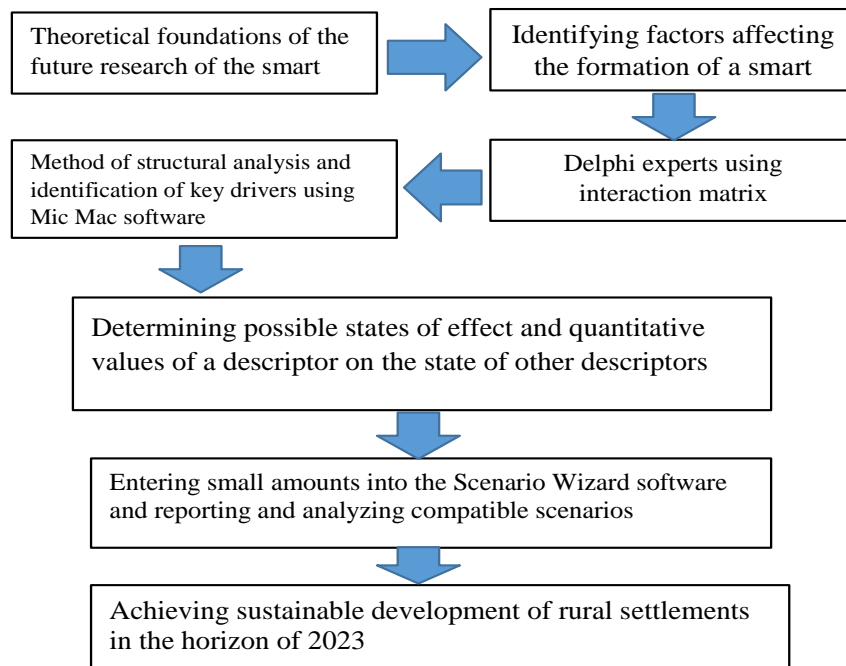 Theoretical foundations of the
future research of the smart
Identifying factors affecting
the formation of a smart
Delphi experts using
interaction matrix
Method of structural analysis and
identification of key drivers using
Mic Mac software
Determining possible states of effect and quantitative
values of a descriptor on the state of other descriptors
Entering small amounts into the Scenario Wizard software
and reporting and analyzing compatible scenarios
Achieving sustainable development of rural settlements
in the horizon of 2023